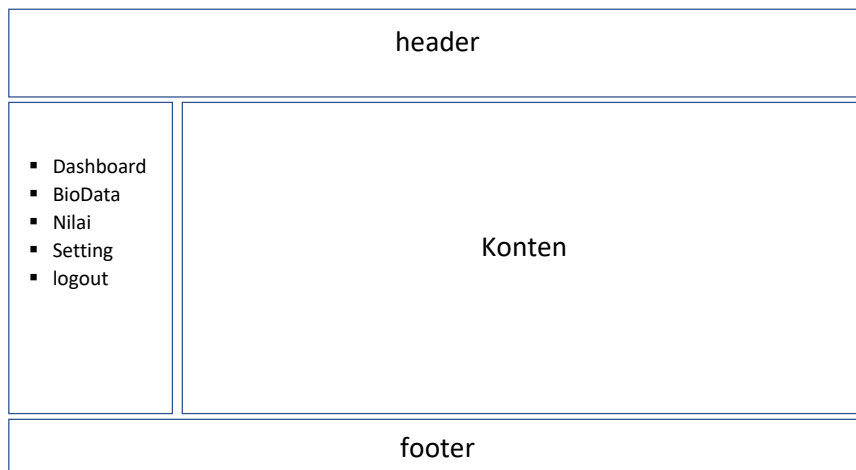 header
▪ Dashboard
▪ BioData
▪ Nilai
▪ Setting
▪ logout
Konten
footer